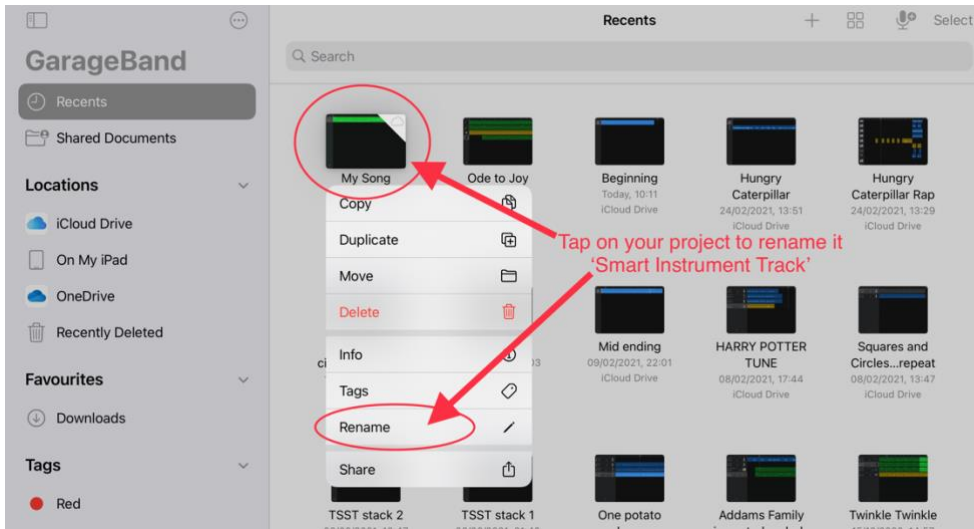 Recents
Select
GarageBand
Search
Recents
Shared Documents
Locations
iCloud Drive
On My iPad
OneDrive
Recently Deleted
Favourites
Downloads
Tags
Red
My Song
Ode to Joy
Beginning
Today, 10:11
iCloud Drive
Hungry
Caterpillar
24/02/2021, 13:51
iCloud Drive
Hungry
Caterpillar Rap
24/02/2021, 13:29
iCloud Drive
Copy
Duplicate
Move
Delete
Info
Tags
Rename
Share
Tap on your project to rename it
‘Smart Instrument Track’
Mid ending
09/02/2021, 22:01
iCloud Drive
HARRY POTTER
TUNE
08/02/2021, 17:44
iCloud Drive
Squares and
Circles...repeat
08/02/2021, 13:47
iCloud Drive
TSST stack 2
TSST stack 1
One potato
Addams Family
Twinkle Twinkle